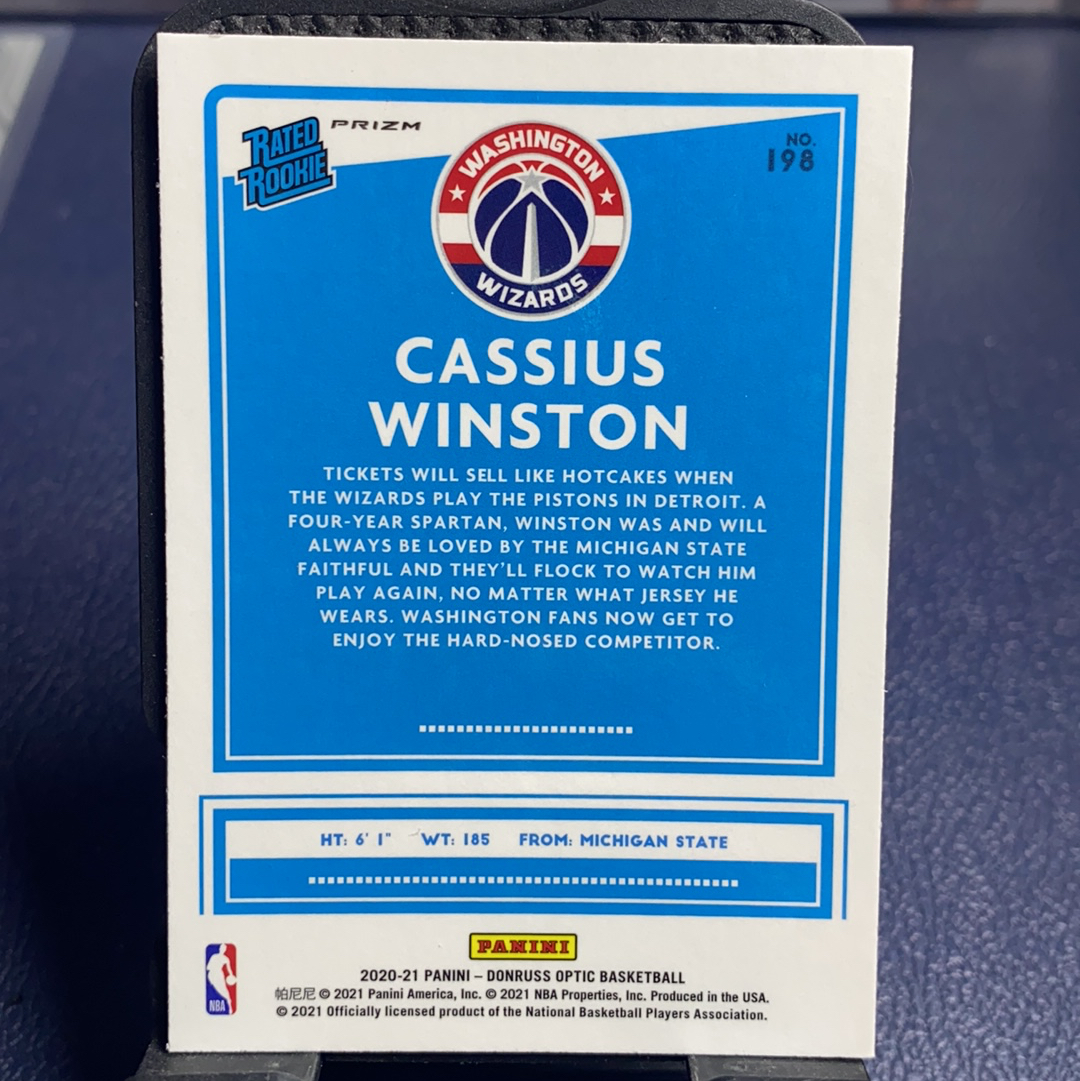 RATED
ROOKIE
PRIZM
WASHINGTON
WIZARDS
NO.
198
CASSIUS
WINSTON
TICKETS WILL SELL LIKE HOTCAKES WHEN
THE WIZARDS PLAY THE PISTONS IN DETROIT. A
FOUR-YEAR SPARTAN, WINSTON WAS AND WILL
ALWAYS BE LOVED BY THE MICHIGAN STATE
FAITHFUL AND THEY'LL FLOCK TO WATCH HIM
PLAY AGAIN, NO MATTER WHAT JERSEY HE
WEARS. WASHINGTON FANS NOW GET TO
ENJOY THE HARD-NOSED COMPETITOR.
HT: 6' 1" WT: 185 FROM: MICHIGAN STATE
PANINI
NBA
2020-21 PANINI – DONRUSS OPTIC BASKETBALL
帕尼尼 © 2021 Panini America, Inc. © 2021 NBA Properties, Inc. Produced in the USA.
© 2021 Officially licensed product of the National Basketball Players Association.